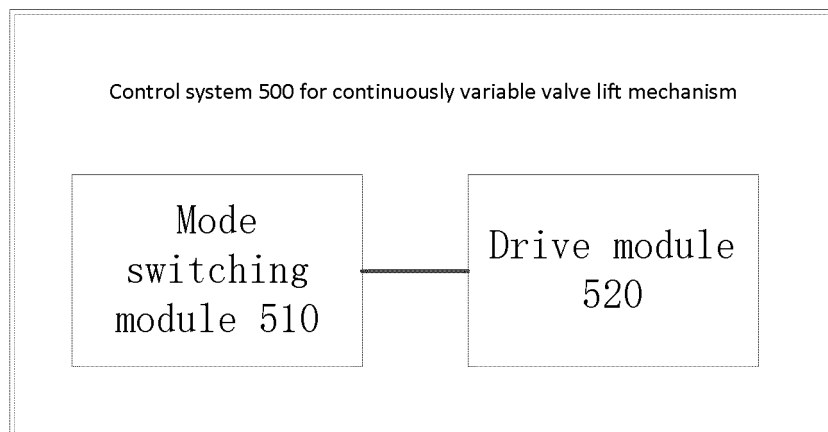 Control system 500 for continuously variable valve lift mechanism
Mode
switching
module 510
Drive module
520